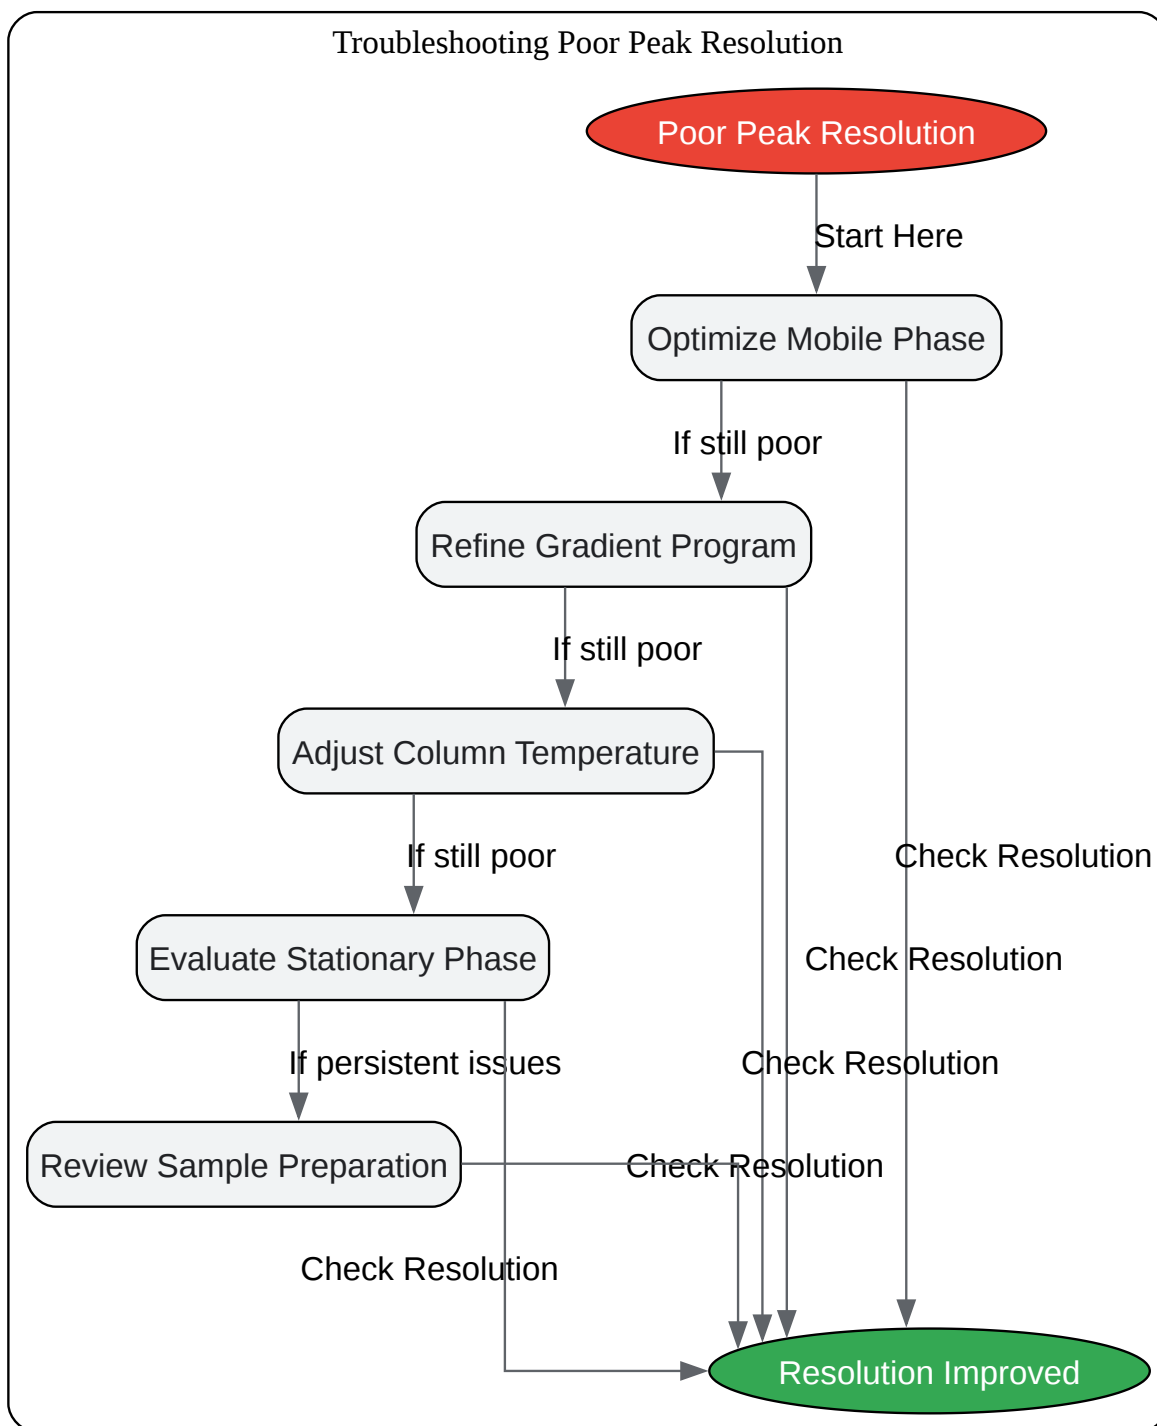 Troubleshooting Poor Peak Resolution
Poor Peak Resolution
Start Here
Optimize Mobile Phase
If still poor
Refine Gradient Program
If still poor
Adjust Column Temperature
If still poor
Check Resolution
Evaluate Stationary Phase
Check Resolution
If persistent issues
Check Resolution
Review Sample Preparation
Check Resolution
Check Resolution
Resolution Improved